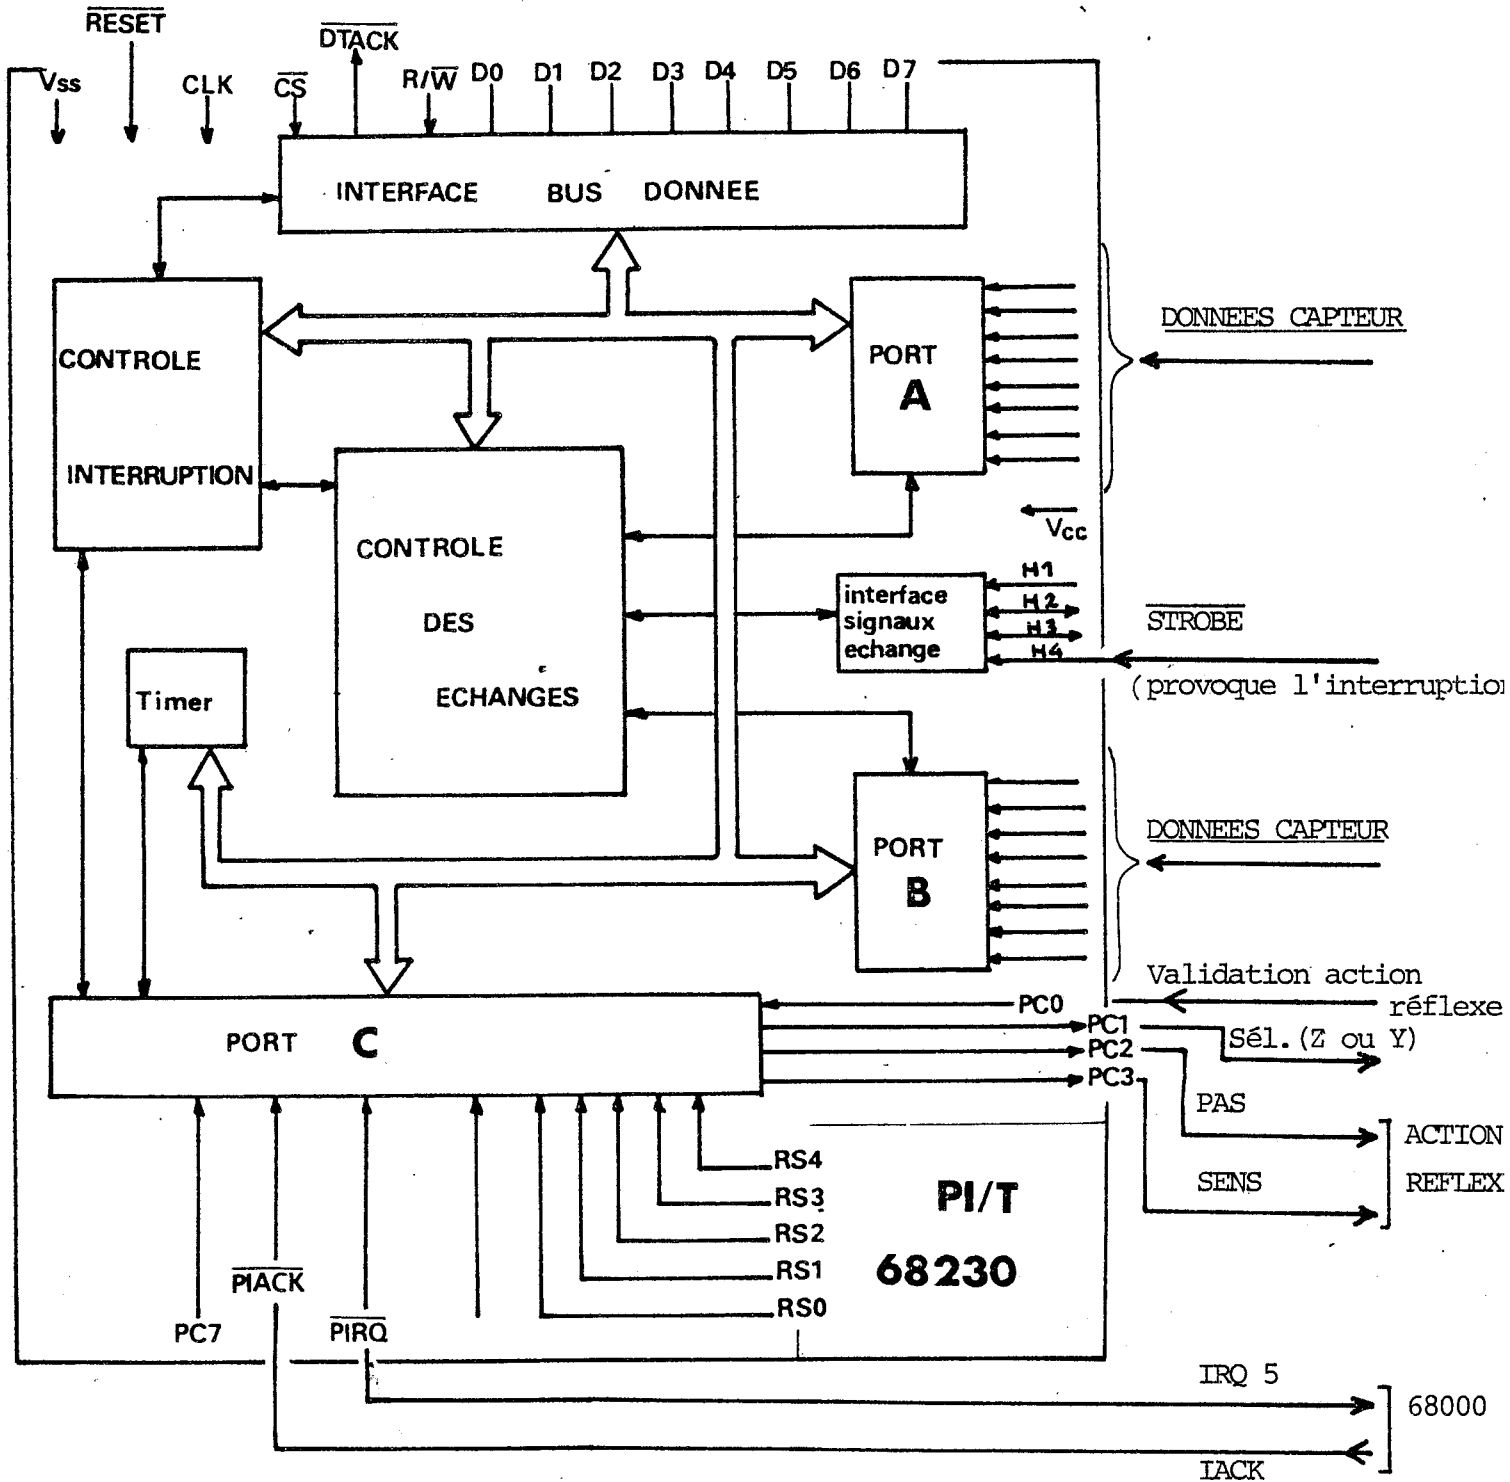 RESET
DTACK
Vss
CLK
CS
R/W
D0 D1 D2 D3 D4 D5 D6 D7
INTERFACE BUS DONNEE
CONTROLE
INTERRUPTION
PORT
A
DONNEES CAPTEUR
Vcc
CONTROLE
DES
ECHANGES
interface
signaux
echange
H1
H2
H3
H4
STROBE
(provoque l'interruption
Timer
PORT
B
DONNEES CAPTEUR
Validation action
réflexe
PORT C
PC0
PC1
PC2
PC3
Sél.(Z ou Y)
PAS
SENS
ACTION
REFLEX
RS4
RS3
RS2
RS1
RS0
PI/T
68230
PIACK
PC7
PIRQ
IRQ 5
68000
IACK